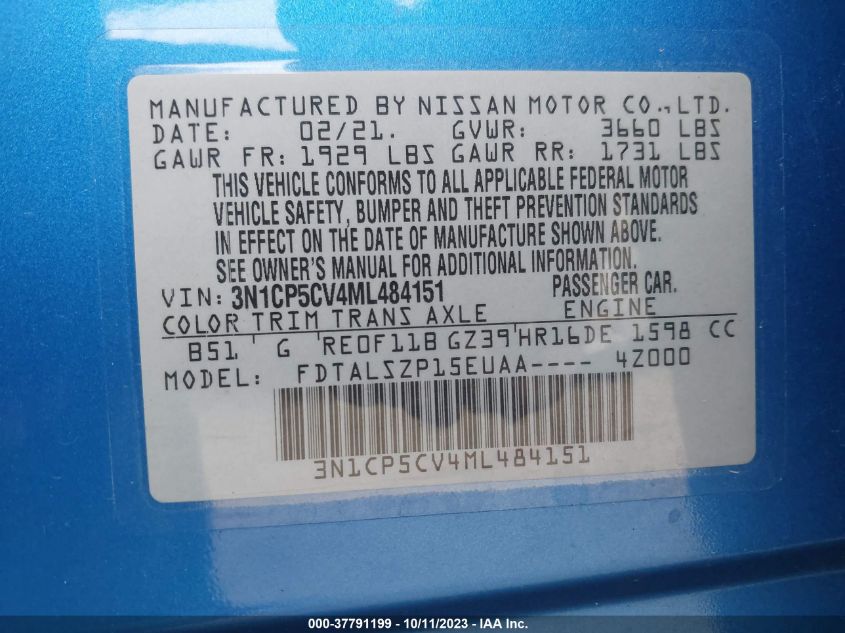 MANUFACTURED BY NISSAN MOTOR CO.,LTD.
DATE: 02/21. GVWR: 3660 LBS
GAWR FR: 1929 LBS GAWR RR: 1731 LBS
THIS VEHICLE CONFORMS TO ALL APPLICABLE FEDERAL MOTOR
VEHICLE SAFETY, BUMPER AND THEFT PREVENTION STANDARDS
IN EFFECT ON THE DATE OF MANUFACTURE SHOWN ABOVE.
SEE OWNER'S MANUAL FOR ADDITIONAL INFORMATION.
VIN: 3N1CP5CV4ML484151 PASSENGER CAR.
COLOR TRIM TRANS AXLE ENGINE
B51 G RE0F11B GZ39 HR16DE 1598 CC
MODEL: FDTALSZP15EUAA---- 4Z000
3N1CP5CV4ML484151
000-37791199 - 10/11/2023 - IAA Inc.